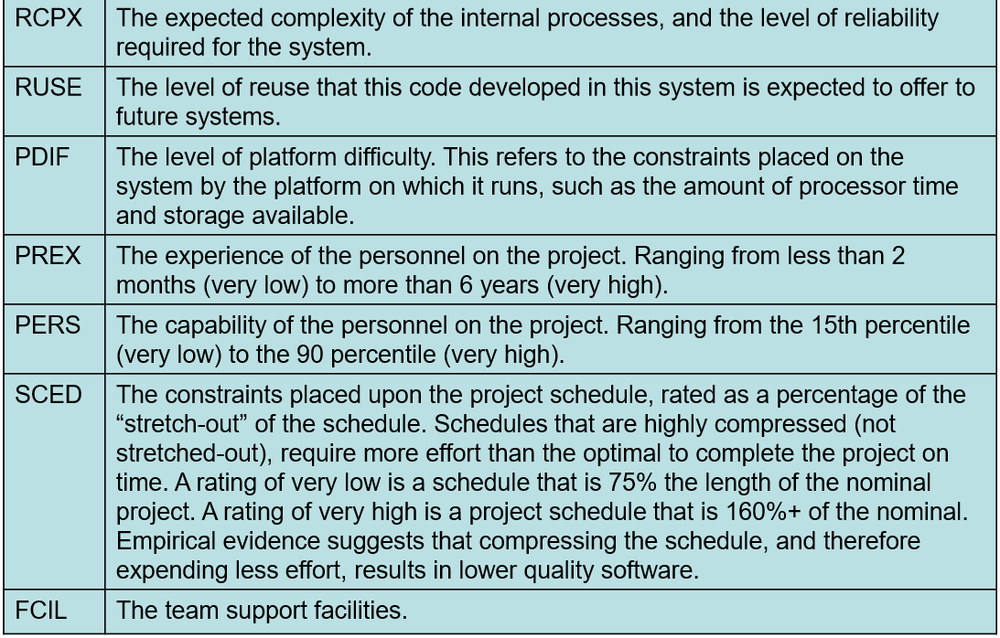 RCPX The expected complexity of the internal processes, and the level of reliability
required for the system.
RUSE The level of reuse that this code developed in this system is expected to offer to
future systems.
PDIF The level of platform difficulty. This refers to the constraints placed on the
system by the platform on which it runs, such as the amount of processor time
and storage available.
PREX The experience of the personnel on the project. Ranging from less than 2
months (very low) to more than 6 years (very high).
PERS The capability of the personnel on the project. Ranging from the 15th percentile
(very low) to the 90 percentile (very high).
SCED The constraints placed upon the project schedule, rated as a percentage of the
“stretch-out” of the schedule. Schedules that are highly compressed (not
stretched-out), require more effort than the optimal to complete the project on
time. A rating of very low is a schedule that is 75% the length of the nominal
project. A rating of very high is a project schedule that is 160%+ of the nominal.
Empirical evidence suggests that compressing the schedule, and therefore
expending less effort, results in lower quality software.
FCIL The team support facilities.